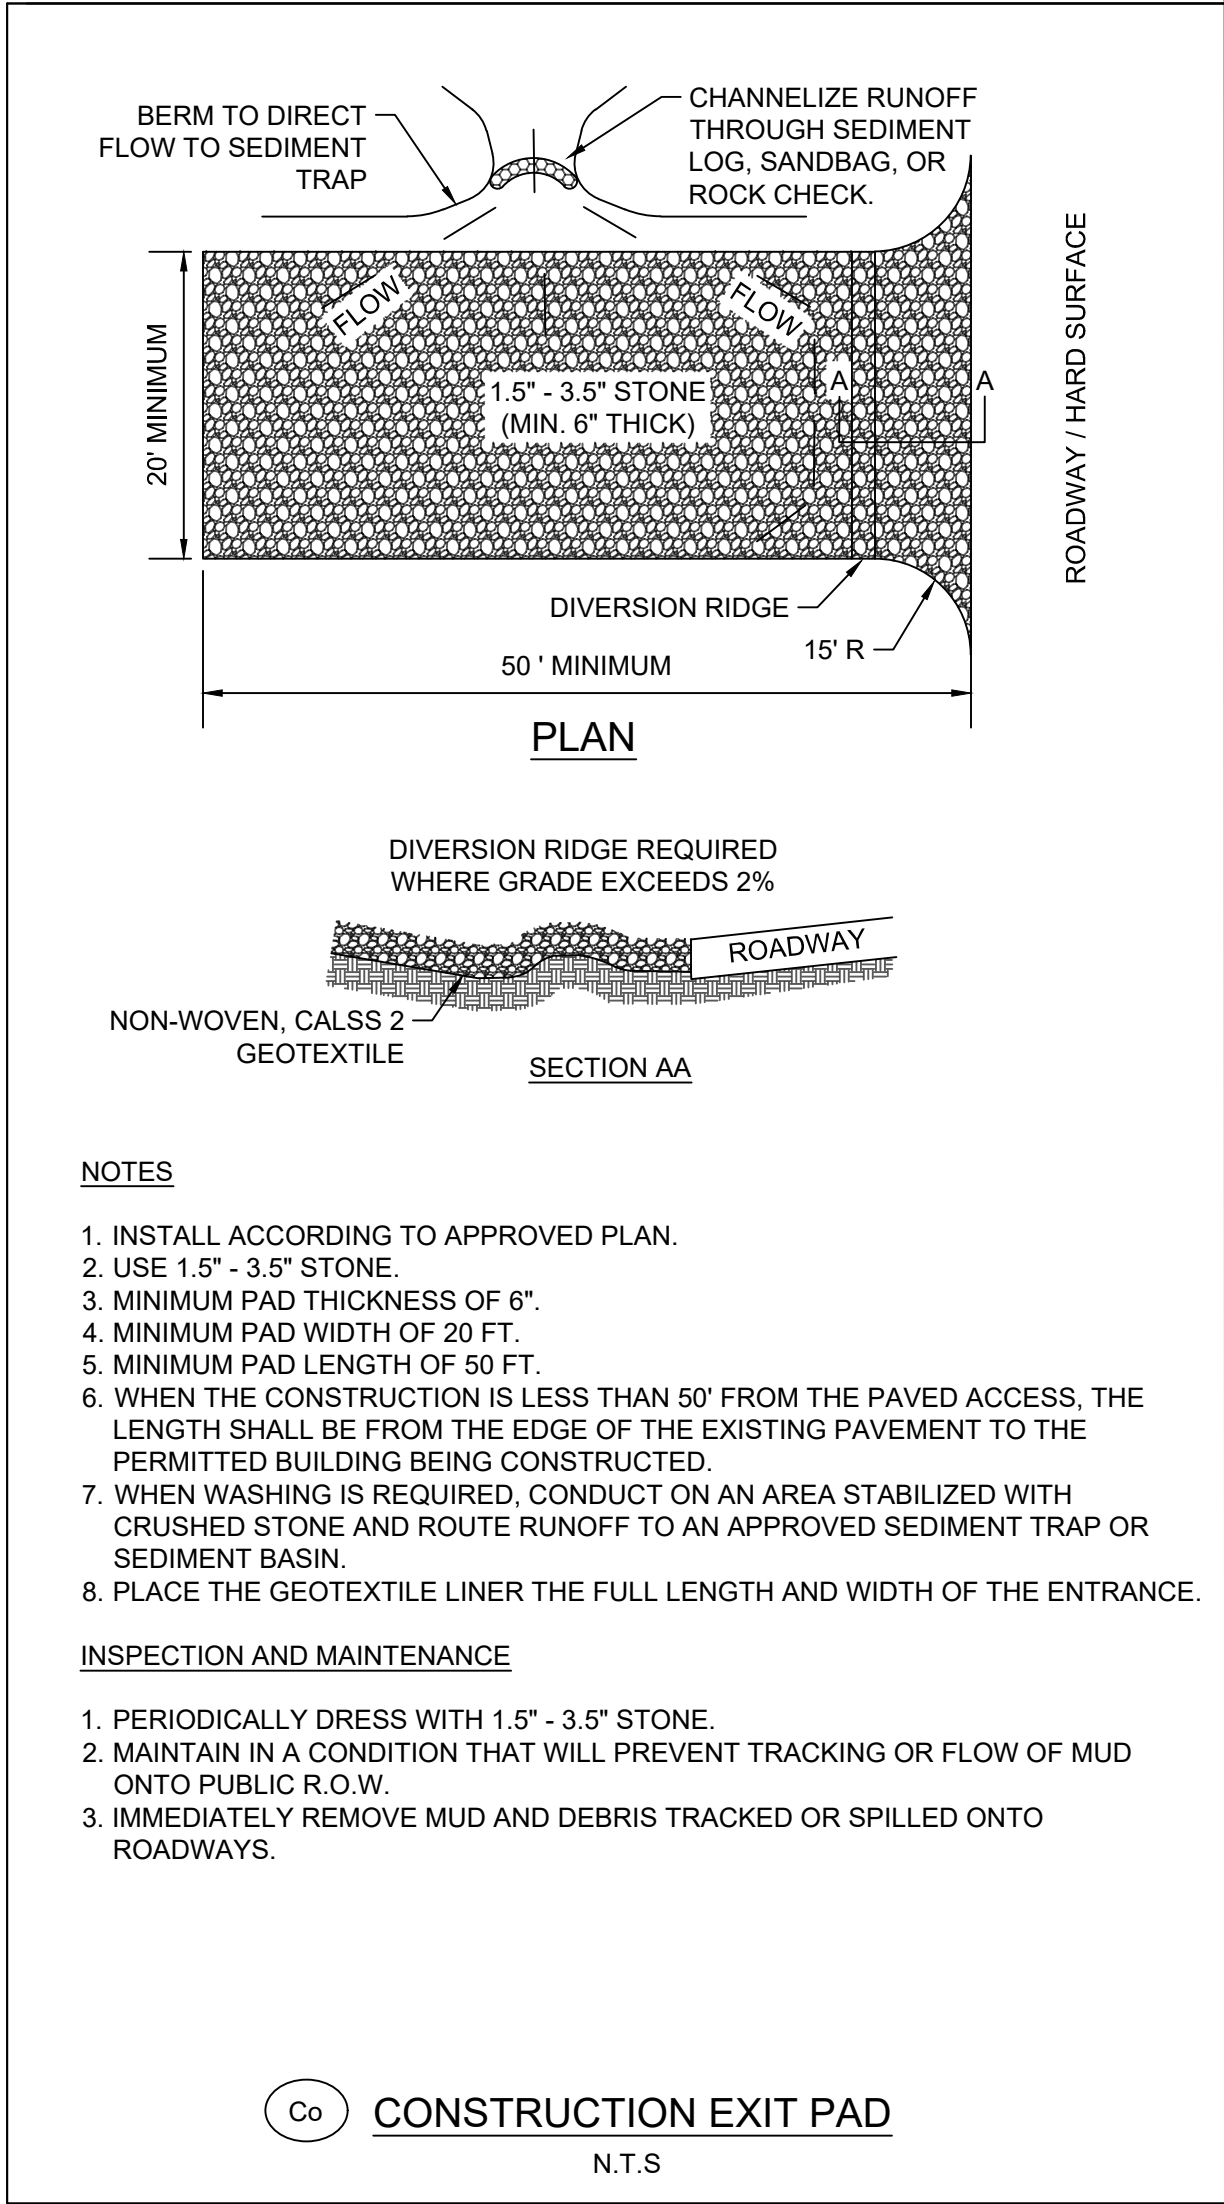 BERM TO DIRECT
FLOW TO SEDIMENT
TRAP
CHANNELIZE RUNOFF
THROUGH SEDIMENT
LOG, SANDBAG, OR
ROCK CHECK.
ROADWAY / HARD SURFACE
20' MINIMUM
FLOW
FLOW
1.5" - 3.5" STONE
(MIN. 6" THICK)
A
A
DIVERSION RIDGE
15' R
50 ' MINIMUM
PLAN
DIVERSION RIDGE REQUIRED
WHERE GRADE EXCEEDS 2%
ROADWAY
NON-WOVEN, CALSS 2
GEOTEXTILE
SECTION AA
NOTES
1. INSTALL ACCORDING TO APPROVED PLAN.
2. USE 1.5" - 3.5" STONE.
3. MINIMUM PAD THICKNESS OF 6".
4. MINIMUM PAD WIDTH OF 20 FT.
5. MINIMUM PAD LENGTH OF 50 FT.
6. WHEN THE CONSTRUCTION IS LESS THAN 50' FROM THE PAVED ACCESS, THE
LENGTH SHALL BE FROM THE EDGE OF THE EXISTING PAVEMENT TO THE
PERMITTED BUILDING BEING CONSTRUCTED.
7. WHEN WASHING IS REQUIRED, CONDUCT ON AN AREA STABILIZED WITH
CRUSHED STONE AND ROUTE RUNOFF TO AN APPROVED SEDIMENT TRAP OR
SEDIMENT BASIN.
8. PLACE THE GEOTEXTILE LINER THE FULL LENGTH AND WIDTH OF THE ENTRANCE.
INSPECTION AND MAINTENANCE
1. PERIODICALLY DRESS WITH 1.5" - 3.5" STONE.
2. MAINTAIN IN A CONDITION THAT WILL PREVENT TRACKING OR FLOW OF MUD
ONTO PUBLIC R.O.W.
3. IMMEDIATELY REMOVE MUD AND DEBRIS TRACKED OR SPILLED ONTO
ROADWAYS.
Co
CONSTRUCTION EXIT PAD
N.T.S